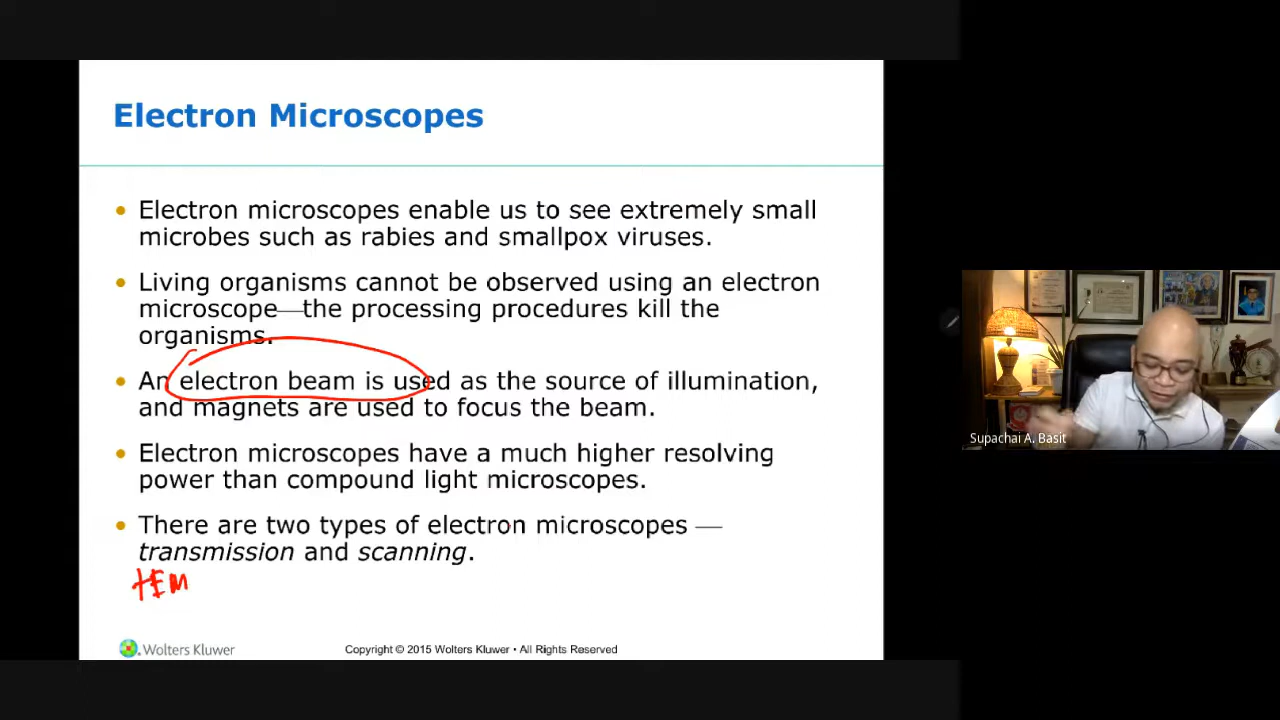 Electron Microscopes
• Electron microscopes enable us to see extremely small
microbes such as rabies and smallpox viruses.
• Living organisms cannot be observed using an electron
microscope—the processing procedures kill the
organisms.
• An electron beam is used as the source of illumination,
and magnets are used to focus the beam.
• Electron microscopes have a much higher resolving
power than compound light microscopes.
• There are two types of electron microscopes —
transmission and scanning.
TEM
Wolters Kluwer
Copyright © 2015 Wolters Kluwer • All Rights Reserved
Supachai A. Basit